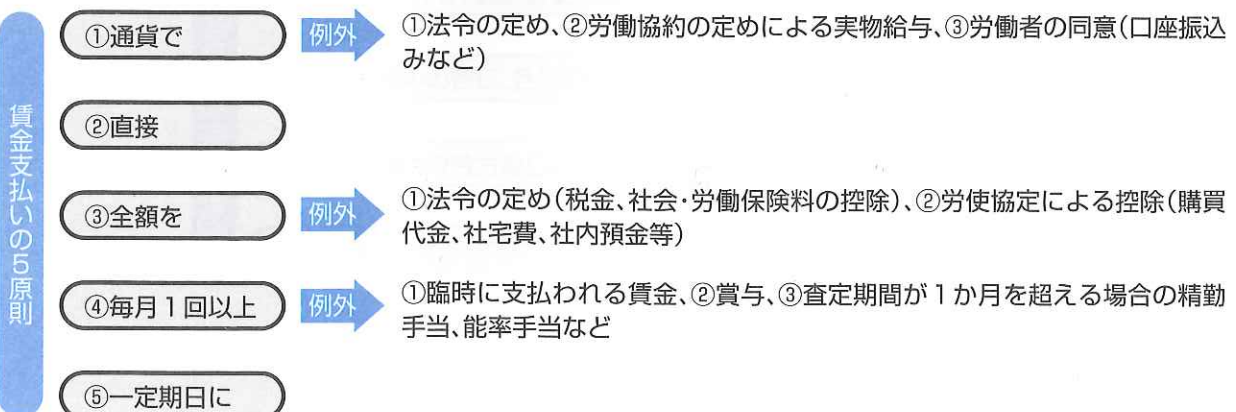 賃金支払いの5原則
①通貨で
例外
①法令の定め、②労働協約の定めによる実物給与、③労働者の同意(口座振込
みなど)
②直接
③全額を
例外
①法令の定め(税金、社会・労働保険料の控除)、②労使協定による控除(購買
代金、社宅費、社内預金等)
④毎月1回以上
例外
①臨時に支払われる賃金、②賞与、③査定期間が1か月を超える場合の精勤
手当、能率手当など
⑤一定期日に